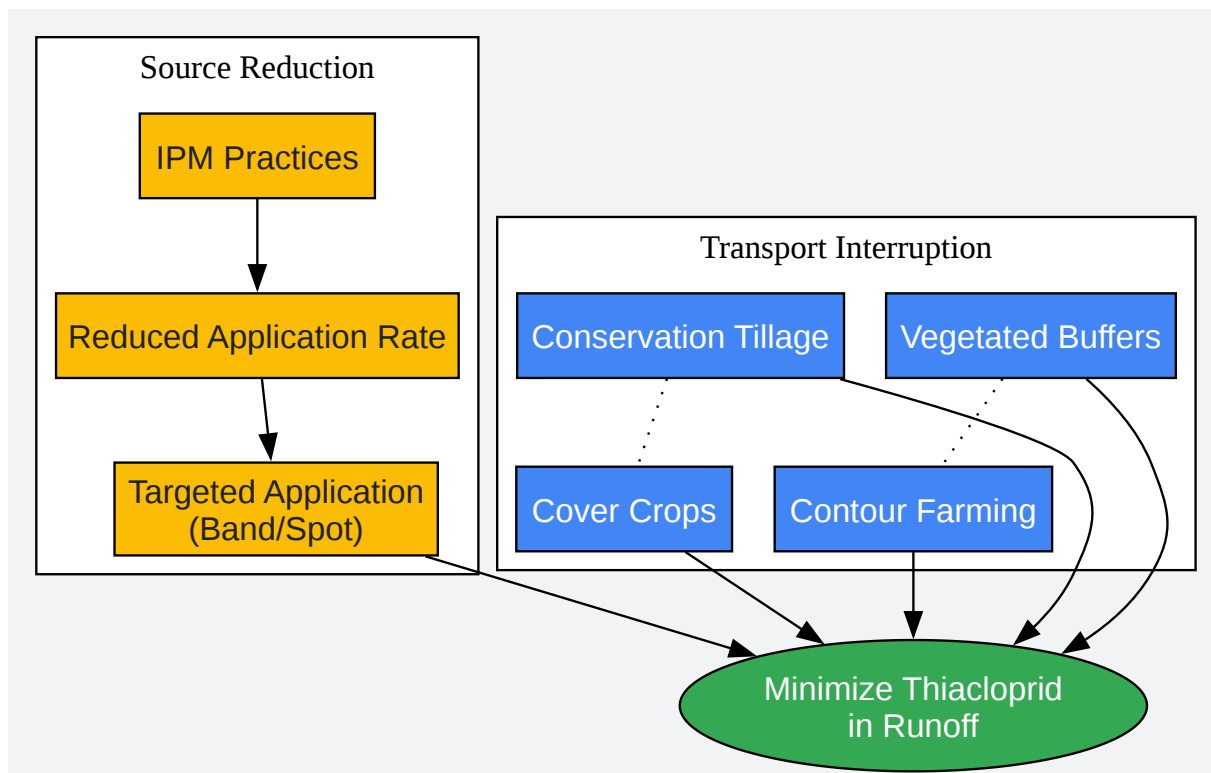 Source Reduction
IPM Practices
Reduced Application Rate
Targeted Application
(Band/Spot)
Transport Interruption
Conservation Tillage
Vegetated Buffers
Cover Crops
Contour Farming
Minimize Thiacloprid
in Runoff